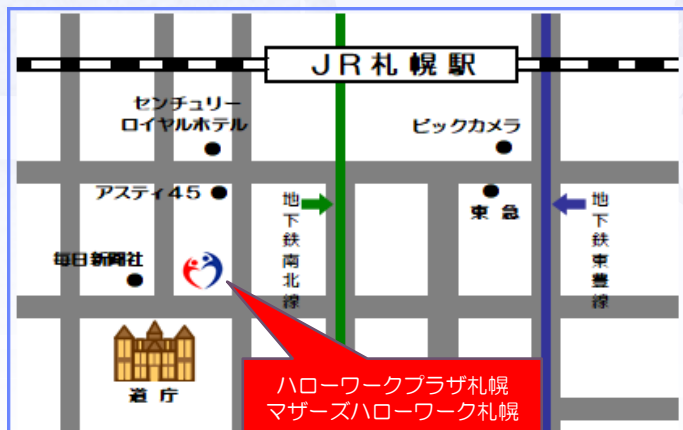 JR札幌駅
センチュリー
ロイヤルホテル
ビックカメラ
アスティ45
東急
地下鉄南北線
地下鉄東豊線
毎日新聞社
道庁
ハローワークプラザ札幌
マザーズハローワーク札幌